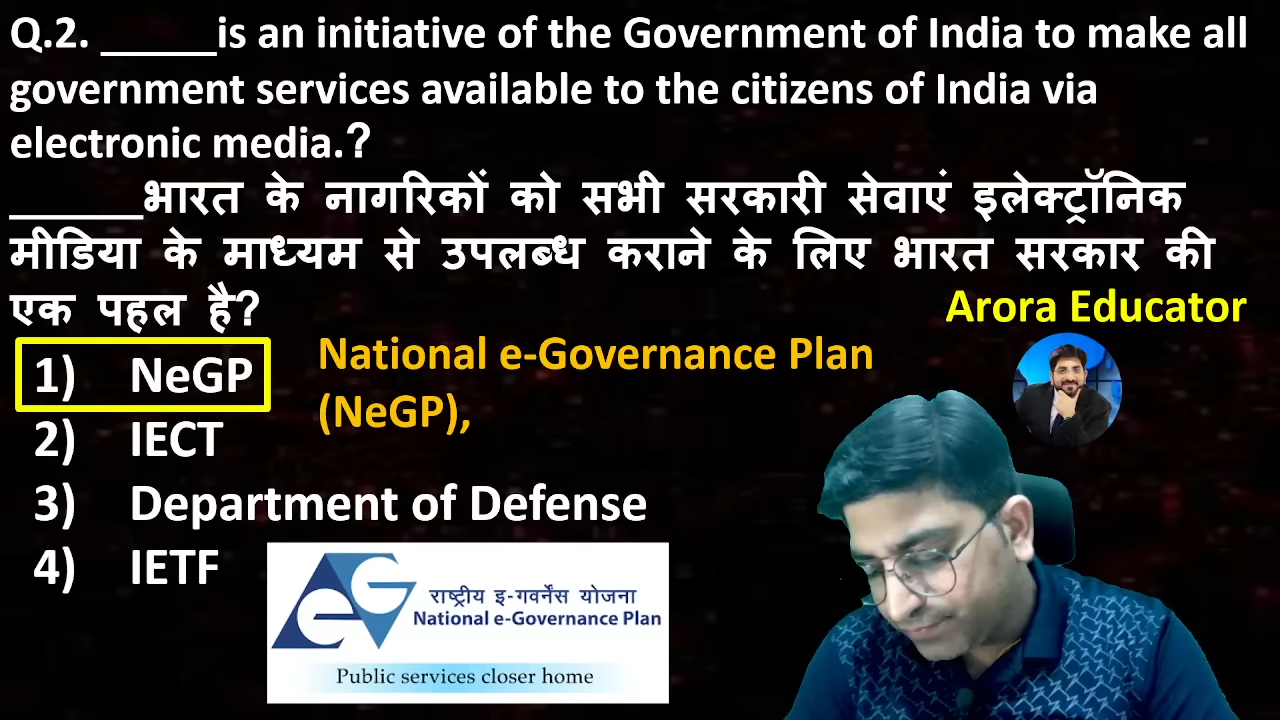 Q.2. _____is an initiative of the Government of India to make all
government services available to the citizens of India via
electronic media.?
_____भारत के नागरिकों को सभी सरकारी सेवाएं इलेक्ट्रॉनिक
मीडिया के माध्यम से उपलब्ध कराने के लिए भारत सरकार की
एक पहल है?
Arora Educator
1) NeGP
National e-Governance Plan
(NeGP),
2) IECT
3) Department of Defense
4) IETF
eG
राष्ट्रीय इ-गवर्नेंस योजना
National e-Governance Plan
Public services closer home